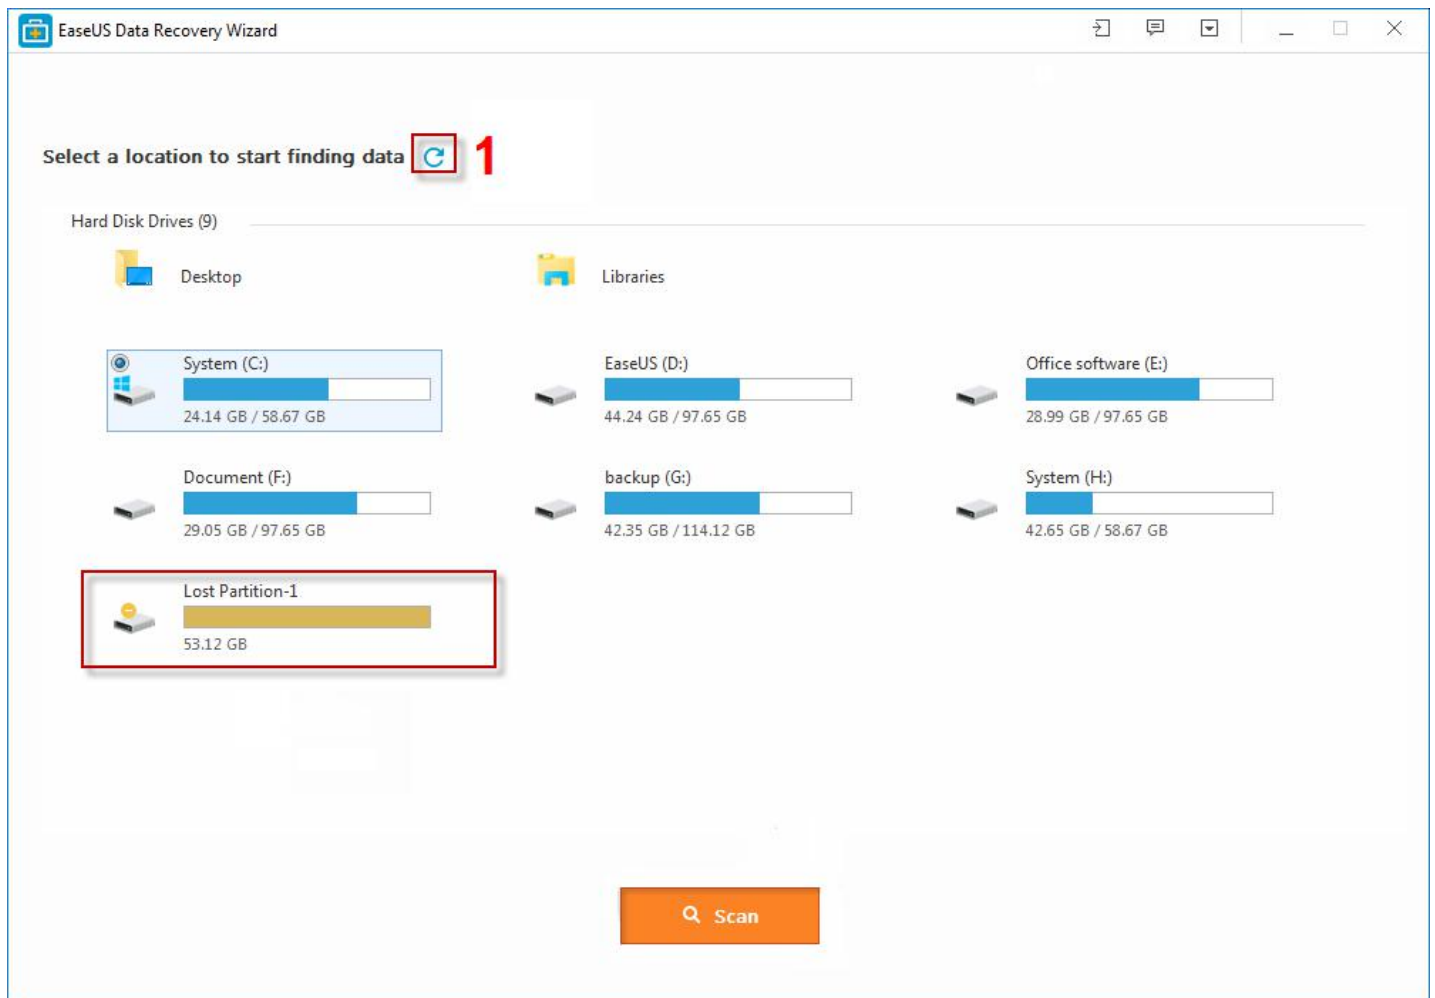 EaseUS Data Recovery Wizard
Select a location to start finding data 1
Hard Disk Drives (9)
Desktop
Libraries
System (C:)
24.14 GB / 58.67 GB
EaseUS (D:)
44.24 GB / 97.65 GB
Office software (E:)
28.99 GB / 97.65 GB
Document (F:)
29.05 GB / 97.65 GB
backup (G:)
42.35 GB / 114.12 GB
System (H:)
42.65 GB / 58.67 GB
Lost Partition-1
53.12 GB
Scan